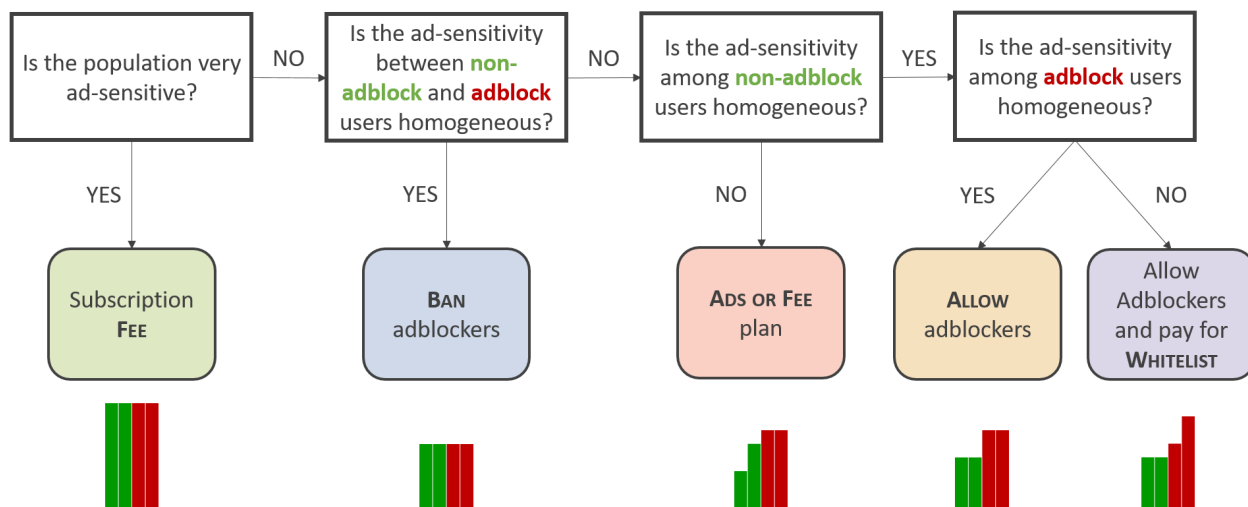 Is the population very
ad-sensitive?
NO
Is the ad-sensitivity
between non-
adblock and adblock
users homogeneous?
NO
Is the ad-sensitivity
among non-adblock
users homogeneous?
YES
Is the ad-sensitivity
among adblock users
homogeneous?
YES
YES
NO
YES
NO
Subscription
FEE
BAN
adblockers
ADS OR FEE
plan
ALLOW
adblockers
Allow
Adblockers
and pay for
WHITELIST